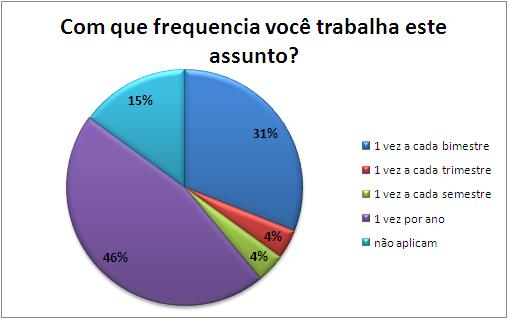 Com que frequencia você trabalha este
assunto?
15%
31%
4%
4%
46%
1 vez a cada bimestre
1 vez a cada trimestre
1 vez a cada semestre
1 vez por ano
não aplicam